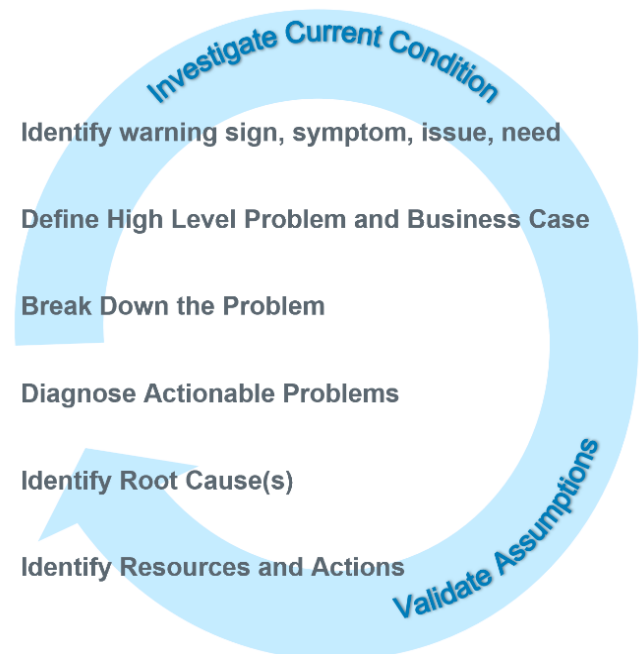 Investigate Current Condition
Identify warning sign, symptom, issue, need
Define High Level Problem and Business Case
Break Down the Problem
Diagnose Actionable Problems
Identify Root Cause(s)
Identify Resources and Actions
Validate Assumptions